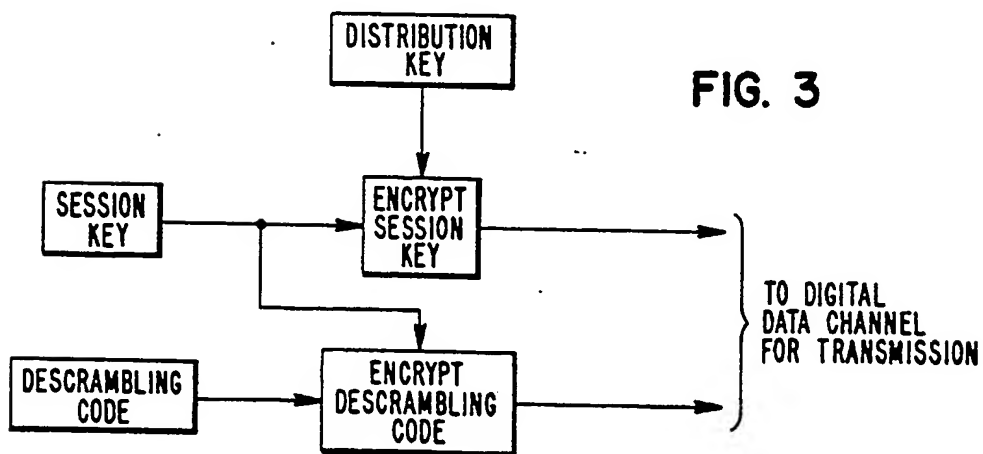 DISTRIBUTION
KEY
FIG. 3
SESSION
KEY
ENCRYPT
SESSION
KEY
TO DIGITAL
DATA CHANNEL
FOR TRANSMISSION
DESCRAMBLING
CODE
ENCRYPT
DESCRAMBLING
CODE